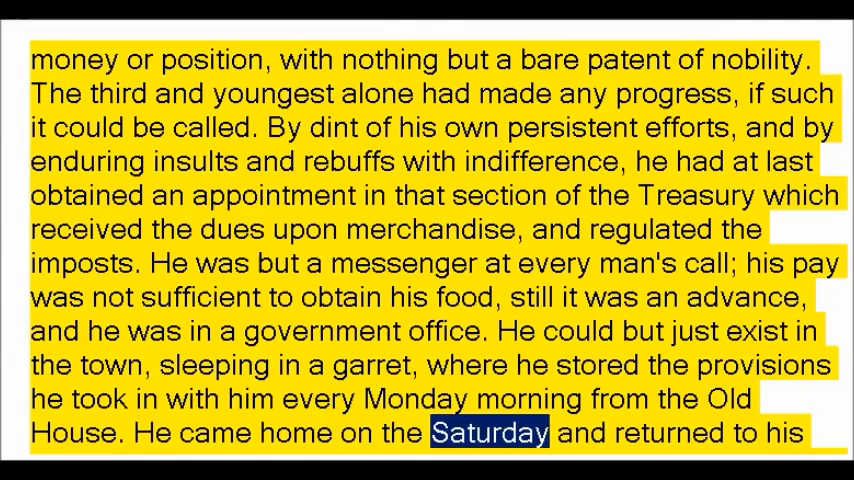 money or position, with nothing but a bare patent of nobility.
The third and youngest alone had made any progress, if such
it could be called. By dint of his own persistent efforts, and by
enduring insults and rebuffs with indifference, he had at last
obtained an appointment in that section of the Treasury which
received the dues upon merchandise, and regulated the
imposts. He was but a messenger at every man's call; his pay
was not sufficient to obtain his food, still it was an advance,
and he was in a government office. He could but just exist in
the town, sleeping in a garret, where he stored the provisions
he took in with him every Monday morning from the Old
House. He came home on the Saturday and returned to his